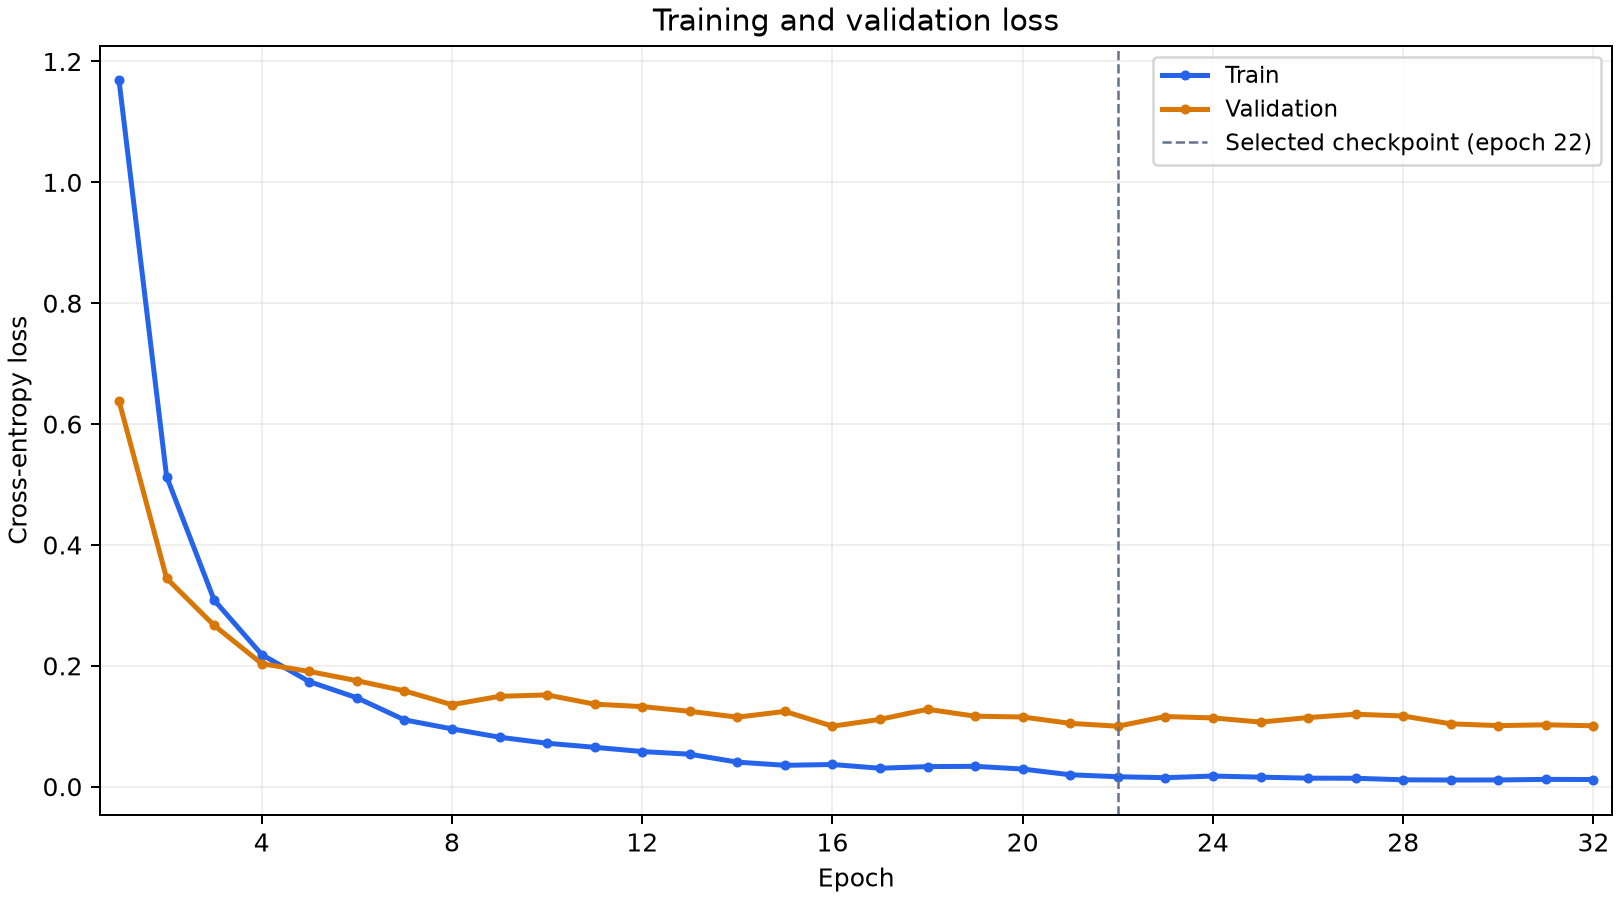 Training and validation loss
Train
Validation
Selected checkpoint (epoch 22)
Cross-entropy loss
1.2
1.0
0.8
0.6
0.4
0.2
0.0
4 8 12 16 20 24 28 32
Epoch